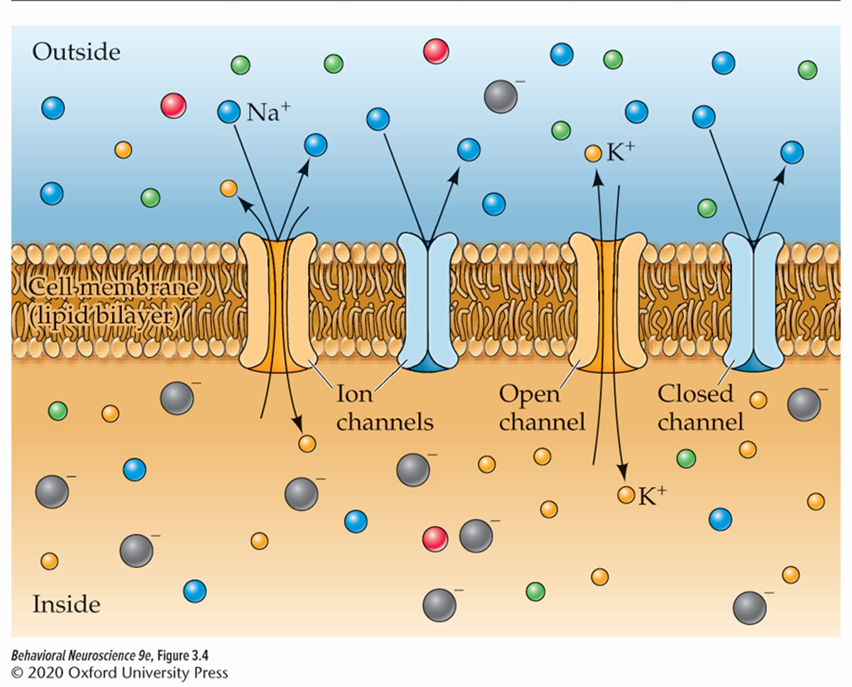 Outside
−
Na⁺
K⁺
Cell membrane
(lipid bilayer)
Ion
channels
Open
channel
Closed
channel
−
−
−
−
K⁺
−
−
−
Inside
−
−
Behavioral Neuroscience 9e, Figure 3.4
© 2020 Oxford University Press